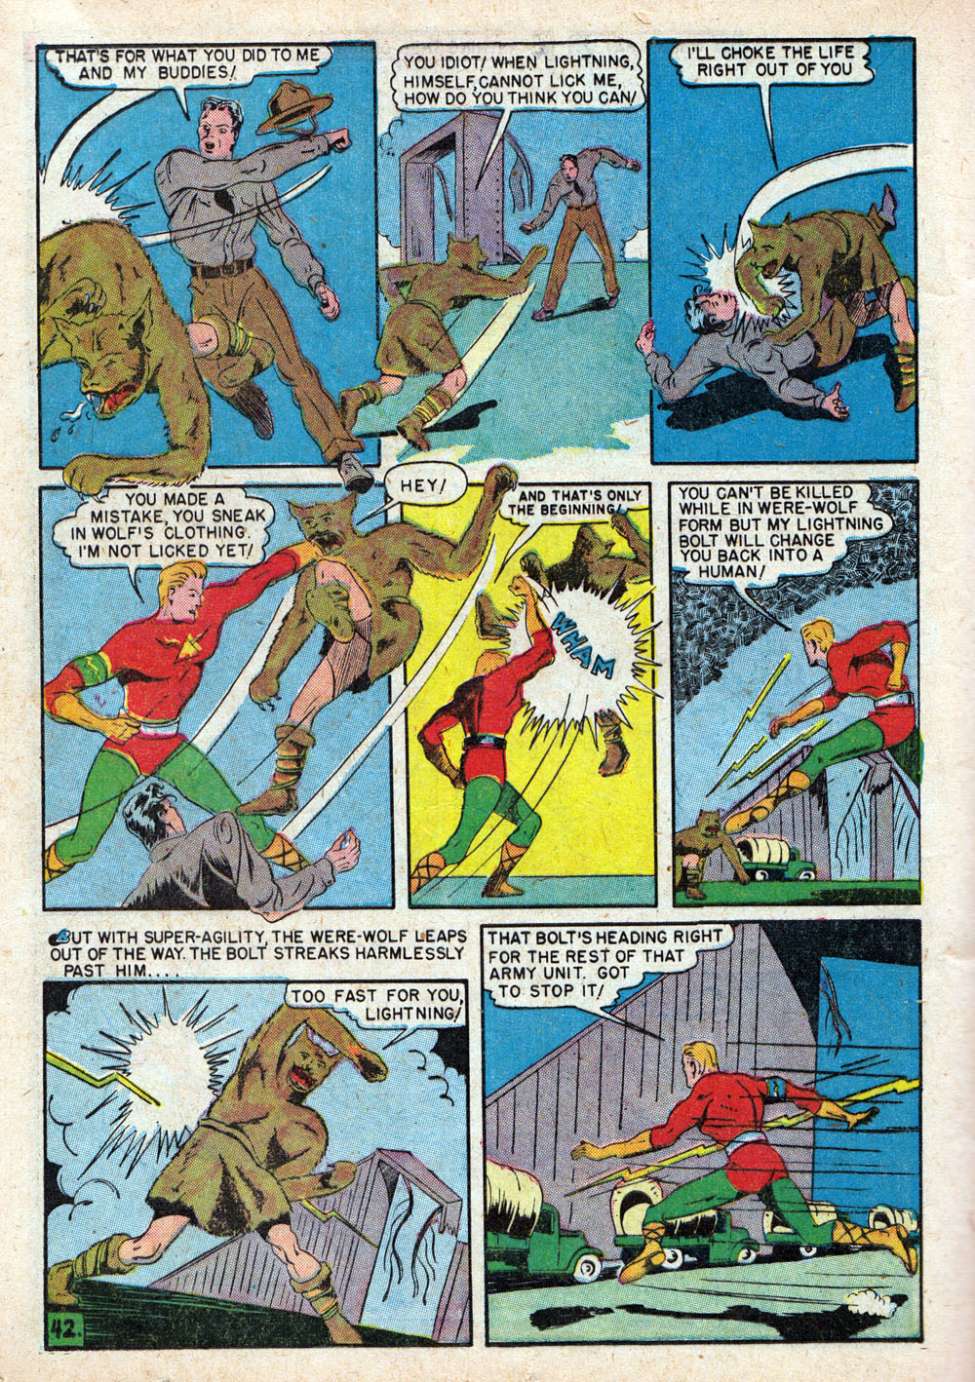 THAT'S FOR WHAT YOU DID TO ME
AND MY BUDDIES!
YOU IDIOT! WHEN LIGHTNING,
HIMSELF, CANNOT LICK ME,
HOW DO YOU THINK YOU CAN!
I'LL CHOKE THE LIFE
RIGHT OUT OF YOU
YOU MADE A
MISTAKE, YOU SNEAK
IN WOLF'S CLOTHING.
I'M NOT LICKED YET!
HEY!
AND THAT'S ONLY
THE BEGINNING!
WHAM
YOU CAN'T BE KILLED
WHILE IN WERE-WOLF
FORM BUT MY LIGHTNING
BOLT WILL CHANGE
YOU BACK INTO A
HUMAN!
BUT WITH SUPER-AGILITY, THE WERE-WOLF LEAPS
OUT OF THE WAY. THE BOLT STREAKS HARMLESSLY
PAST HIM....
TOO FAST FOR YOU,
LIGHTNING!
THAT BOLT'S HEADING RIGHT
FOR THE REST OF THAT
ARMY UNIT. GOT
TO STOP IT!
42.